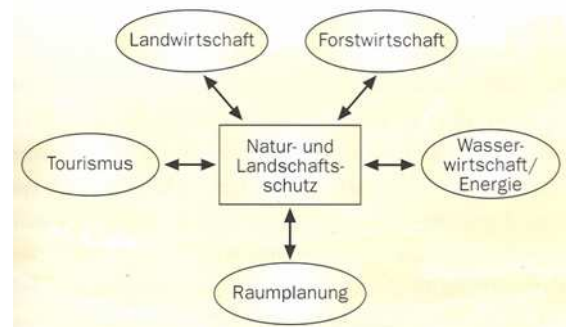 Landwirtschaft
Forstwirtschaft
Tourismus
Natur- und
Landschafts-
schutz
Wasser-
wirtschaft/
Energie
Raumplanung